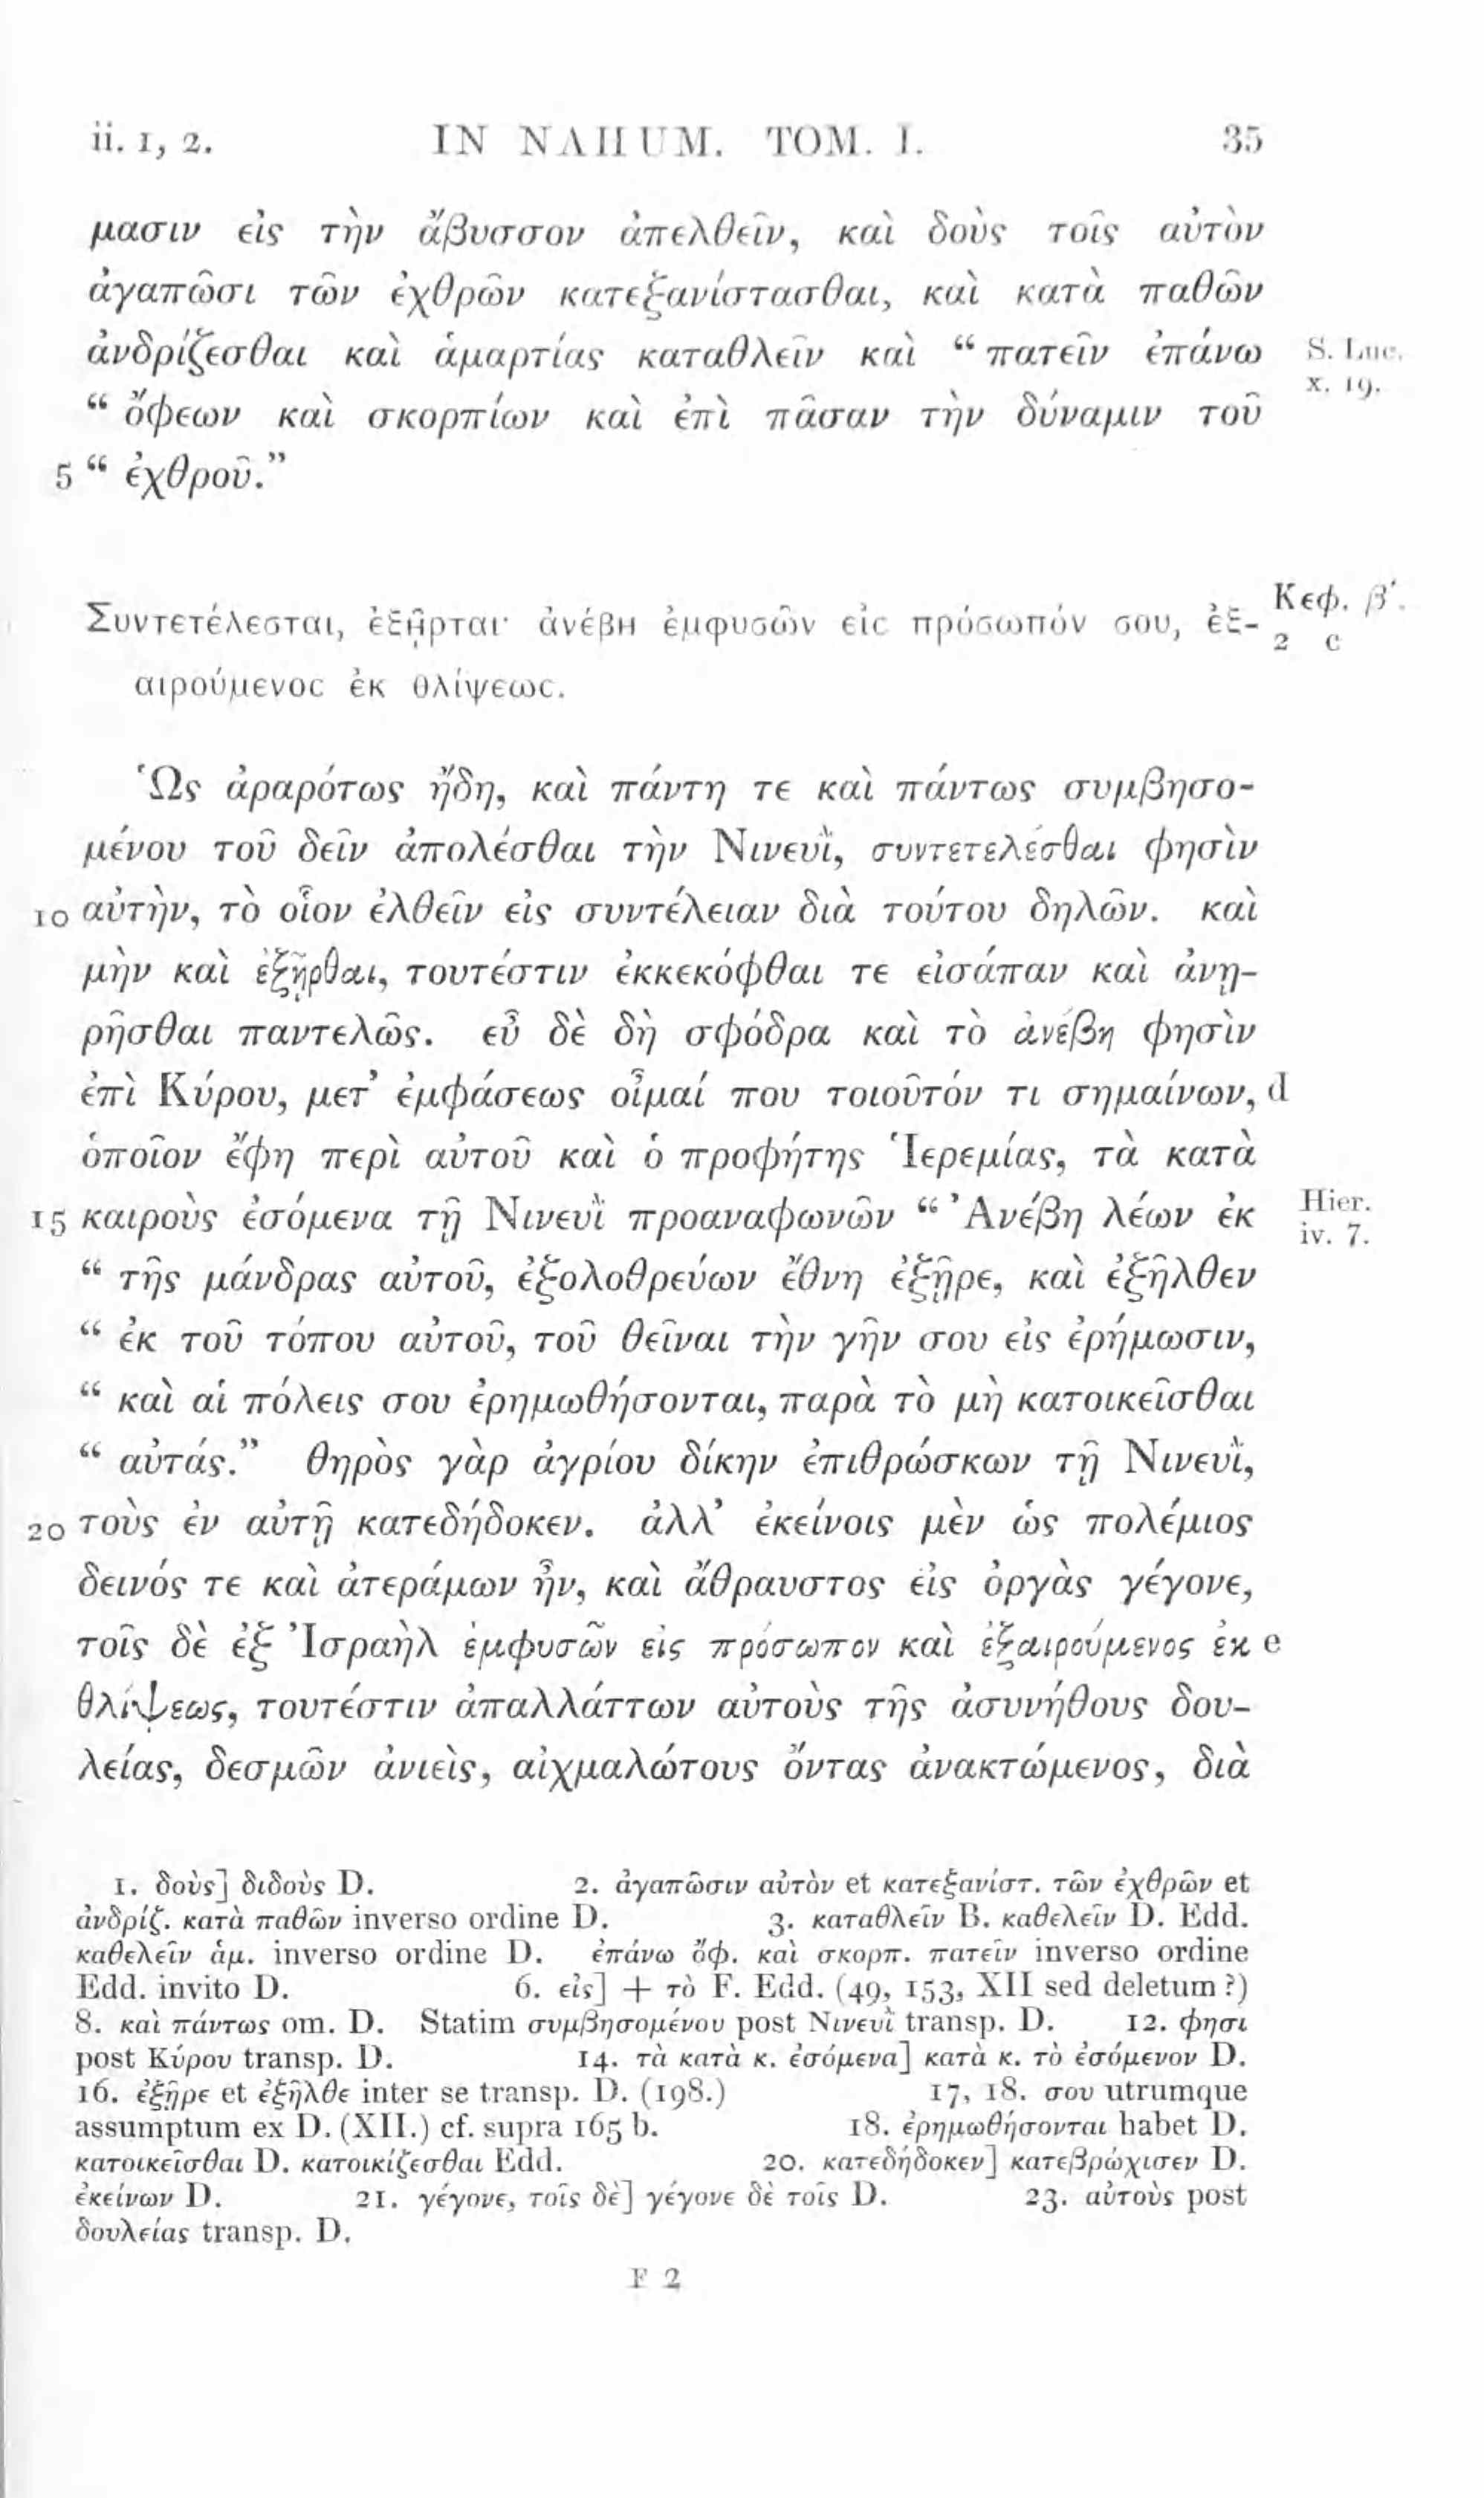 ii. 1, 2. IN NAHUM. TOM. I. 35
μασιν εἰς τὴν ἄβυσσον ἀπελθεῖν, καὶ δοὺς τοῖς αὐτὸν
ἀγαπῶσι τῶν ἐχθρῶν κατεξανίστασθαι, καὶ κατὰ παθῶν
ἀνδρίζεσθαι καὶ ἁμαρτίας καταθλεῖν καὶ “ πατεῖν ἐπάνω S. Luc.
x. 19.
“ ὄφεων καὶ σκορπίων καὶ ἐπὶ πᾶσαν τὴν δύναμιν τοῦ
5 “ ἐχθροῦ.”
Συντετέλεσται, ἐξῆρται· ἀνέβη ἐμφυσῶν εἰς πρόσωπόν σου, ἐξ- Κεφ. β΄.
2 c
αιρούμενος ἐκ θλίψεως.
Ὡς ἀραρότως ἤδη, καὶ πάντη τε καὶ πάντως συμβησο-
μένου τοῦ δεῖν ἀπολέσθαι τὴν Νινευῒ, συντετελέσθαι φησὶν
10 αὐτὴν, τὸ οἷον ἐλθεῖν εἰς συντέλειαν διὰ τούτου δηλῶν. καὶ
μὴν καὶ ἐξῇρθαι, τουτέστιν ἐκκεκόφθαι τε εἰσάπαν καὶ ἀνῃ-
ρῆσθαι παντελῶς. εὖ δὲ δὴ σφόδρα καὶ τὸ ἀνέβη φησὶν
ἐπὶ Κύρου, μετ’ ἐμφάσεως οἶμαί που τοιοῦτόν τι σημαίνων, d
ὁποῖον ἔφη περὶ αὐτοῦ καὶ ὁ προφήτης Ἱερεμίας, τὰ κατὰ
15 καιροὺς ἐσόμενα τῇ Νινευῒ προαναφωνῶν “ Ἀνέβη λέων ἐκ Hier.
iv. 7.
“ τῆς μάνδρας αὐτοῦ, ἐξολοθρεύων ἔθνη ἐξῇρε, καὶ ἐξῆλθεν
“ ἐκ τοῦ τόπου αὐτοῦ, τοῦ θεῖναι τὴν γῆν σου εἰς ἐρήμωσιν,
“ καὶ αἱ πόλεις σου ἐρημωθήσονται, παρὰ τὸ μὴ κατοικεῖσθαι
“ αὐτάς.” θηρὸς γὰρ ἀγρίου δίκην ἐπιθρώσκων τῇ Νινευῒ,
20 τοὺς ἐν αὐτῇ κατεδήδοκεν. ἀλλ’ ἐκείνοις μὲν ὡς πολέμιος
δεινός τε καὶ ἀτεράμων ἦν, καὶ ἄθραυστος εἰς ὀργὰς γέγονε,
τοῖς δὲ ἐξ Ἰσραὴλ ἐμφυσῶν εἰς πρόσωπον καὶ ἐξαιρούμενος ἐκ e
θλίψεως, τουτέστιν ἀπαλλάττων αὐτοὺς τῆς ἀσυνήθους δου-
λείας, δεσμῶν ἀνιεὶς, αἰχμαλώτους ὄντας ἀνακτώμενος, διὰ
1. δοὺς] διδοὺς D. 2. ἀγαπῶσιν αὐτὸν et κατεξανίστ. τῶν ἐχθρῶν et
ἀνδρίζ. κατὰ παθῶν inverso ordine D. 3. καταθλεῖν B. καθελεῖν D. Edd.
καθελεῖν ἁμ. inverso ordine D. ἐπάνω ὄφ. καὶ σκορπ. πατεῖν inverso ordine
Edd. invito D. 6. εἰς] + τὸ F. Edd. (49, 153, XII sed deletum ?)
8. καὶ πάντως om. D. Statim συμβησομένου post Νινευῒ transp. D. 12. φησι
post Κύρου transp. D. 14. τὰ κατὰ κ. ἐσόμενα] κατὰ κ. τὸ ἐσόμενον D.
16. ἐξῇρε et ἐξῆλθε inter se transp. D. (198.) 17, 18. σου utrumque
assumptum ex D. (XII.) cf. supra 165 b. 18. ἐρημωθήσονται habet D.
κατοικεῖσθαι D. κατοικίζεσθαι Edd. 20. κατεδήδοκεν] κατεβρώχισεν D.
ἐκείνων D. 21. γέγονε, τοῖς δὲ] γέγονε δὲ τοῖς D. 23. αὐτοὺς post
δουλείας transp. D.
F 2